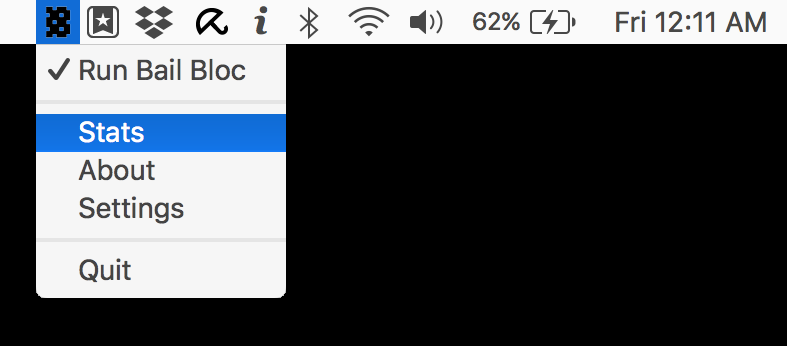 62% Fri 12:11 AM
Run Bail Bloc
Stats
About
Settings
Quit